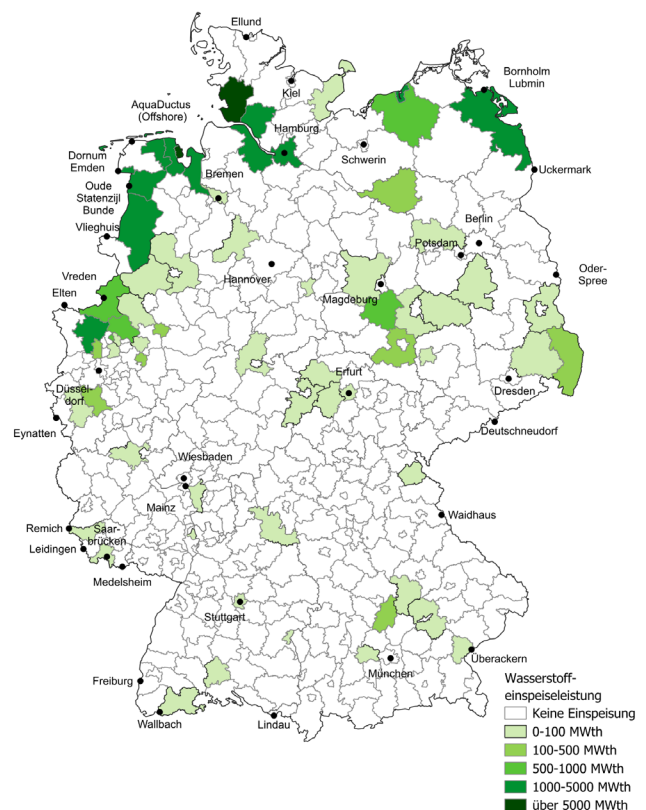 Ellund
Kiel
AquaDuctus
(Offshore)
Bornholm
Lubmin
Hamburg
Schwerin
Dornum
Emden
Bremen
Uckermark
Oude
Statenzijl
Bunde
Vlieghuis
Berlin
Potsdam
Vreden
Hannover
Oder-
Spree
Elten
Magdeburg
Erfurt
Düssel-
dorf
Dresden
Eynatten
Deutschneudorf
Wiesbaden
Mainz
Waidhaus
Remich
Saar-
brücken
Leidingen
Medelsheim
Stuttgart
Überackern
München
Freiburg
Wallbach
Lindau
Wasserstoff-
einspeiseleistung
Keine Einspeisung
0-100 MWth
100-500 MWth
500-1000 MWth
1000-5000 MWth
über 5000 MWth